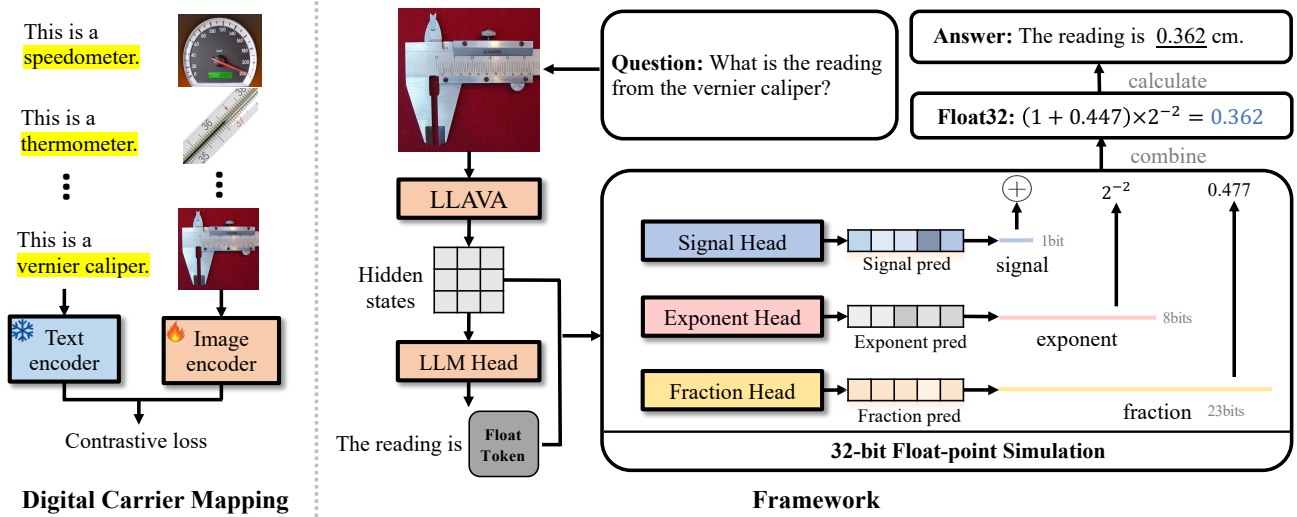 This is a
speedometer.
This is a
thermometer.
This is a
vernier caliper.
Text
encoder
Image
encoder
Contrastive loss
Digital Carrier Mapping
Question: What is the reading
from the vernier caliper?
LLAVA
Hidden
states
LLM Head
The reading is
Float
Token
Answer: The reading is 0.362 cm.
calculate
Float32: (1 + 0.447)×2⁻² = 0.362
combine
+
2⁻²
0.477
Signal Head
Signal pred
signal
1bit
Exponent Head
Exponent pred
exponent
8bits
Fraction Head
Fraction pred
fraction
23bits
32-bit Float-point Simulation
Framework
36
35
37
38